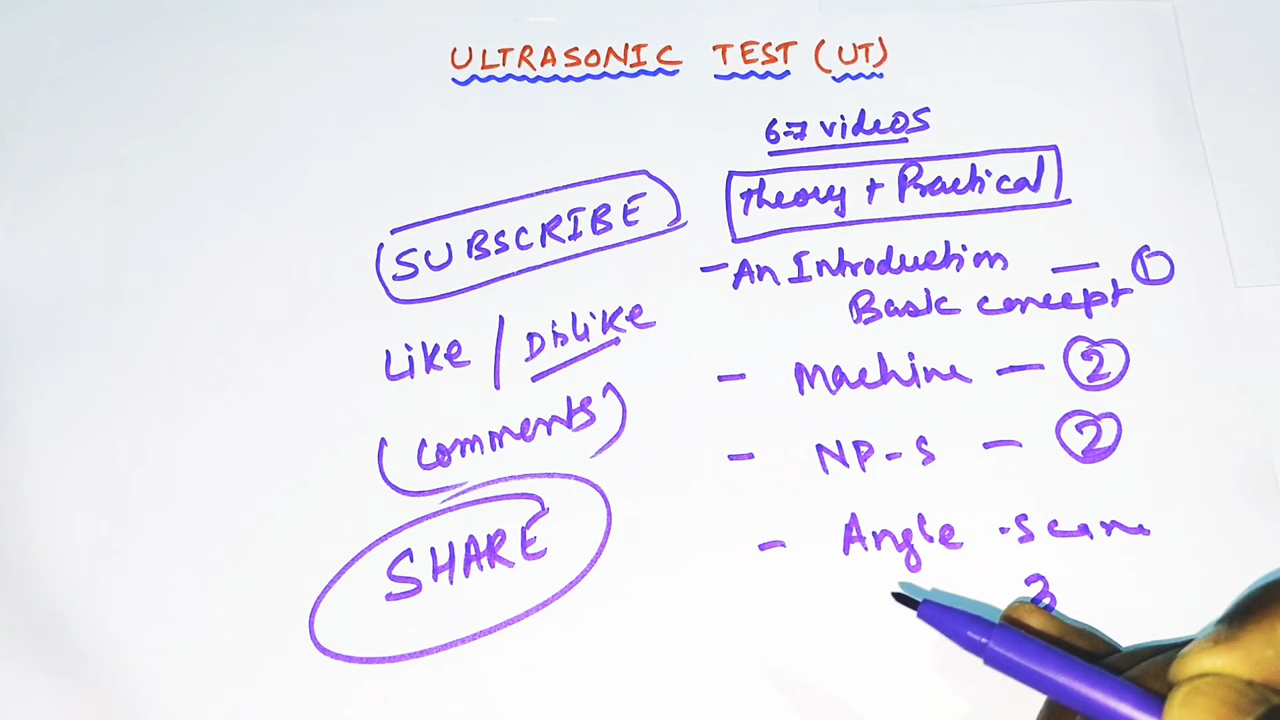 ULTRASONIC TEST (UT)
6-7 videos
Theory + Practical
- An Introduction — 1
Basic concept
- Machine — 2
- NP-S — 2
- Angle - Scan
3
SUBSCRIBE
Like / Dislike
(comments)
SHARE